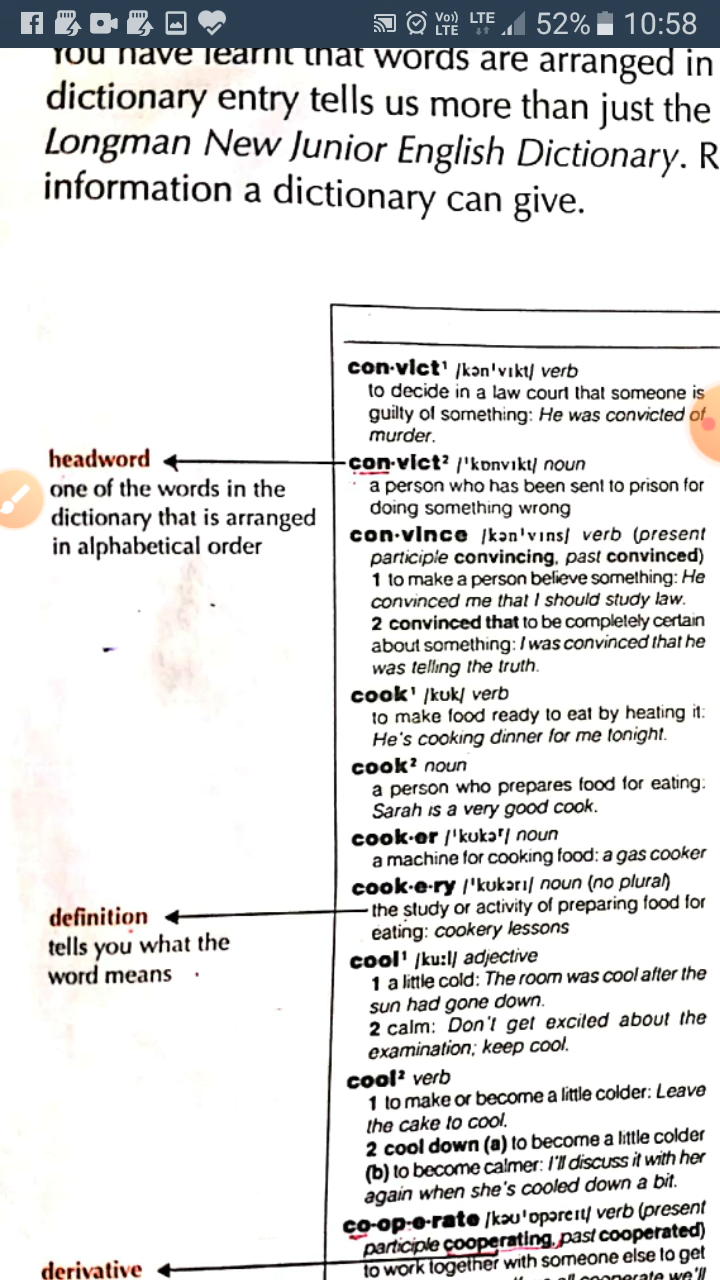 52% 10:58
You have learnt that words are arranged in
dictionary entry tells us more than just the
Longman New Junior English Dictionary. R
information a dictionary can give.
con·vict¹ /kən'vɪkt/ verb
to decide in a law court that someone is
guilty of something: He was convicted of
murder.
headword
one of the words in the
dictionary that is arranged
in alphabetical order
con·vict² /'kɒnvɪkt/ noun
a person who has been sent to prison for
doing something wrong
con·vince /kən'vɪns/ verb (present
participle convincing, past convinced)
1 to make a person believe something: He
convinced me that I should study law.
2 convinced that to be completely certain
about something: I was convinced that he
was telling the truth.
cook¹ /kʊk/ verb
to make food ready to eat by heating it:
He's cooking dinner for me tonight.
cook² noun
a person who prepares food for eating:
Sarah is a very good cook.
cook·er /'kʊkəʳ/ noun
a machine for cooking food: a gas cooker
cook·e·ry /'kʊkərɪ/ noun (no plural)
definition
tells you what the
word means
the study or activity of preparing food for
eating: cookery lessons
cool¹ /ku:l/ adjective
1 a little cold: The room was cool after the
sun had gone down.
2 calm: Don't get excited about the
examination; keep cool.
cool² verb
1 to make or become a little colder: Leave
the cake to cool.
2 cool down (a) to become a little colder
(b) to become calmer: I'll discuss it with her
again when she's cooled down a bit.
co·op·e·rate /kəʊ'ɒpəreɪt/ verb (present
participle cooperating, past cooperated)
derivative
to work together with someone else to get
cooperate we'll